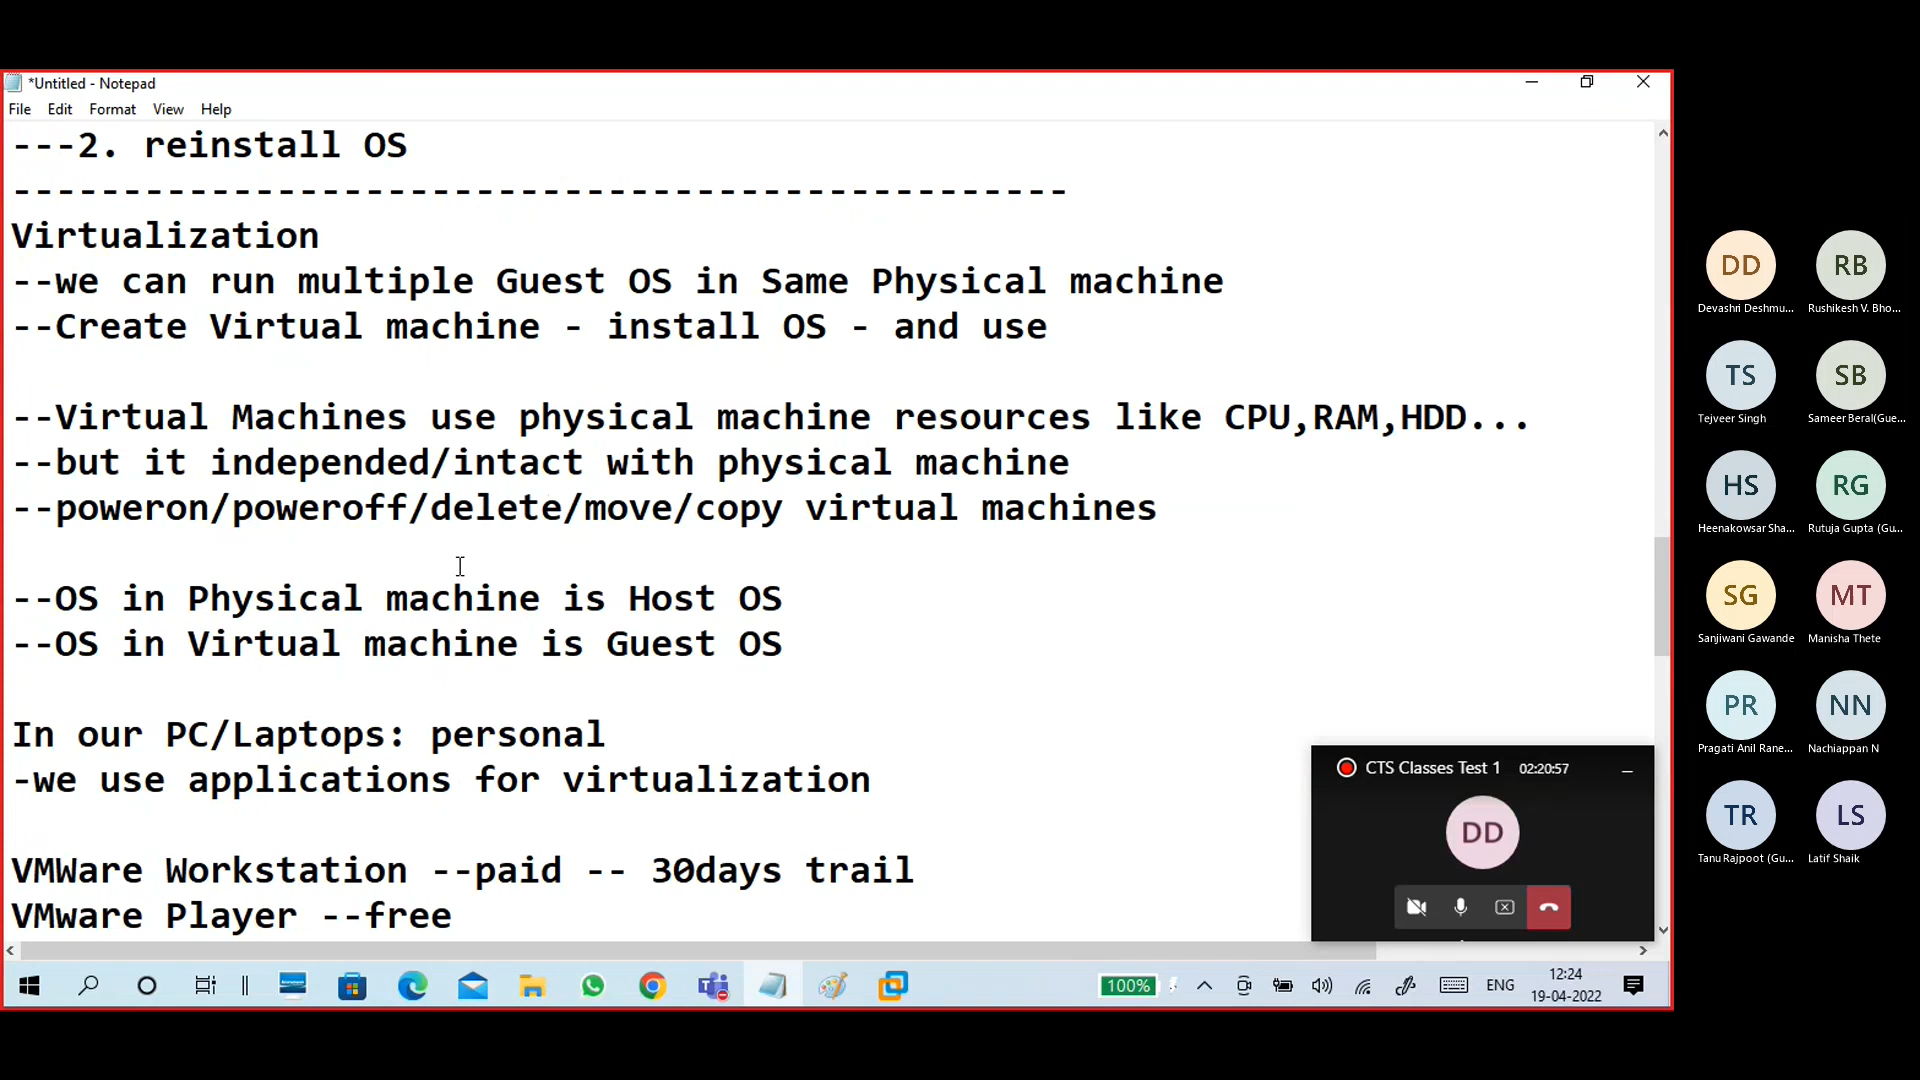 *Untitled - Notepad
File Edit Format View Help
---2. reinstall OS
------------------------------------------------
Virtualization
--we can run multiple Guest OS in Same Physical machine
--Create Virtual machine - install OS - and use
--Virtual Machines use physical machine resources like CPU,RAM,HDD...
--but it independed/intact with physical machine
--poweron/poweroff/delete/move/copy virtual machines
--OS in Physical machine is Host OS
--OS in Virtual machine is Guest OS
In our PC/Laptops: personal
-we use applications for virtualization
VMWare Workstation --paid -- 30days trail
VMware Player --free
CTS Classes Test 1 02:20:57
DD
100%
ENG
12:24
19-04-2022
DD RB
Devashri Deshmu... Rushikesh V. Bho...
TS SB
Tejveer Singh Sameer Beral(Gue...
HS RG
Heenakowsar Sha... Rutuja Gupta (Gu...
SG MT
Sanjiwani Gawande Manisha Thete
PR NN
Pragati Anil Rane... Nachiappan N
TR LS
Tanu Rajpoot (Gu... Latif Shaik